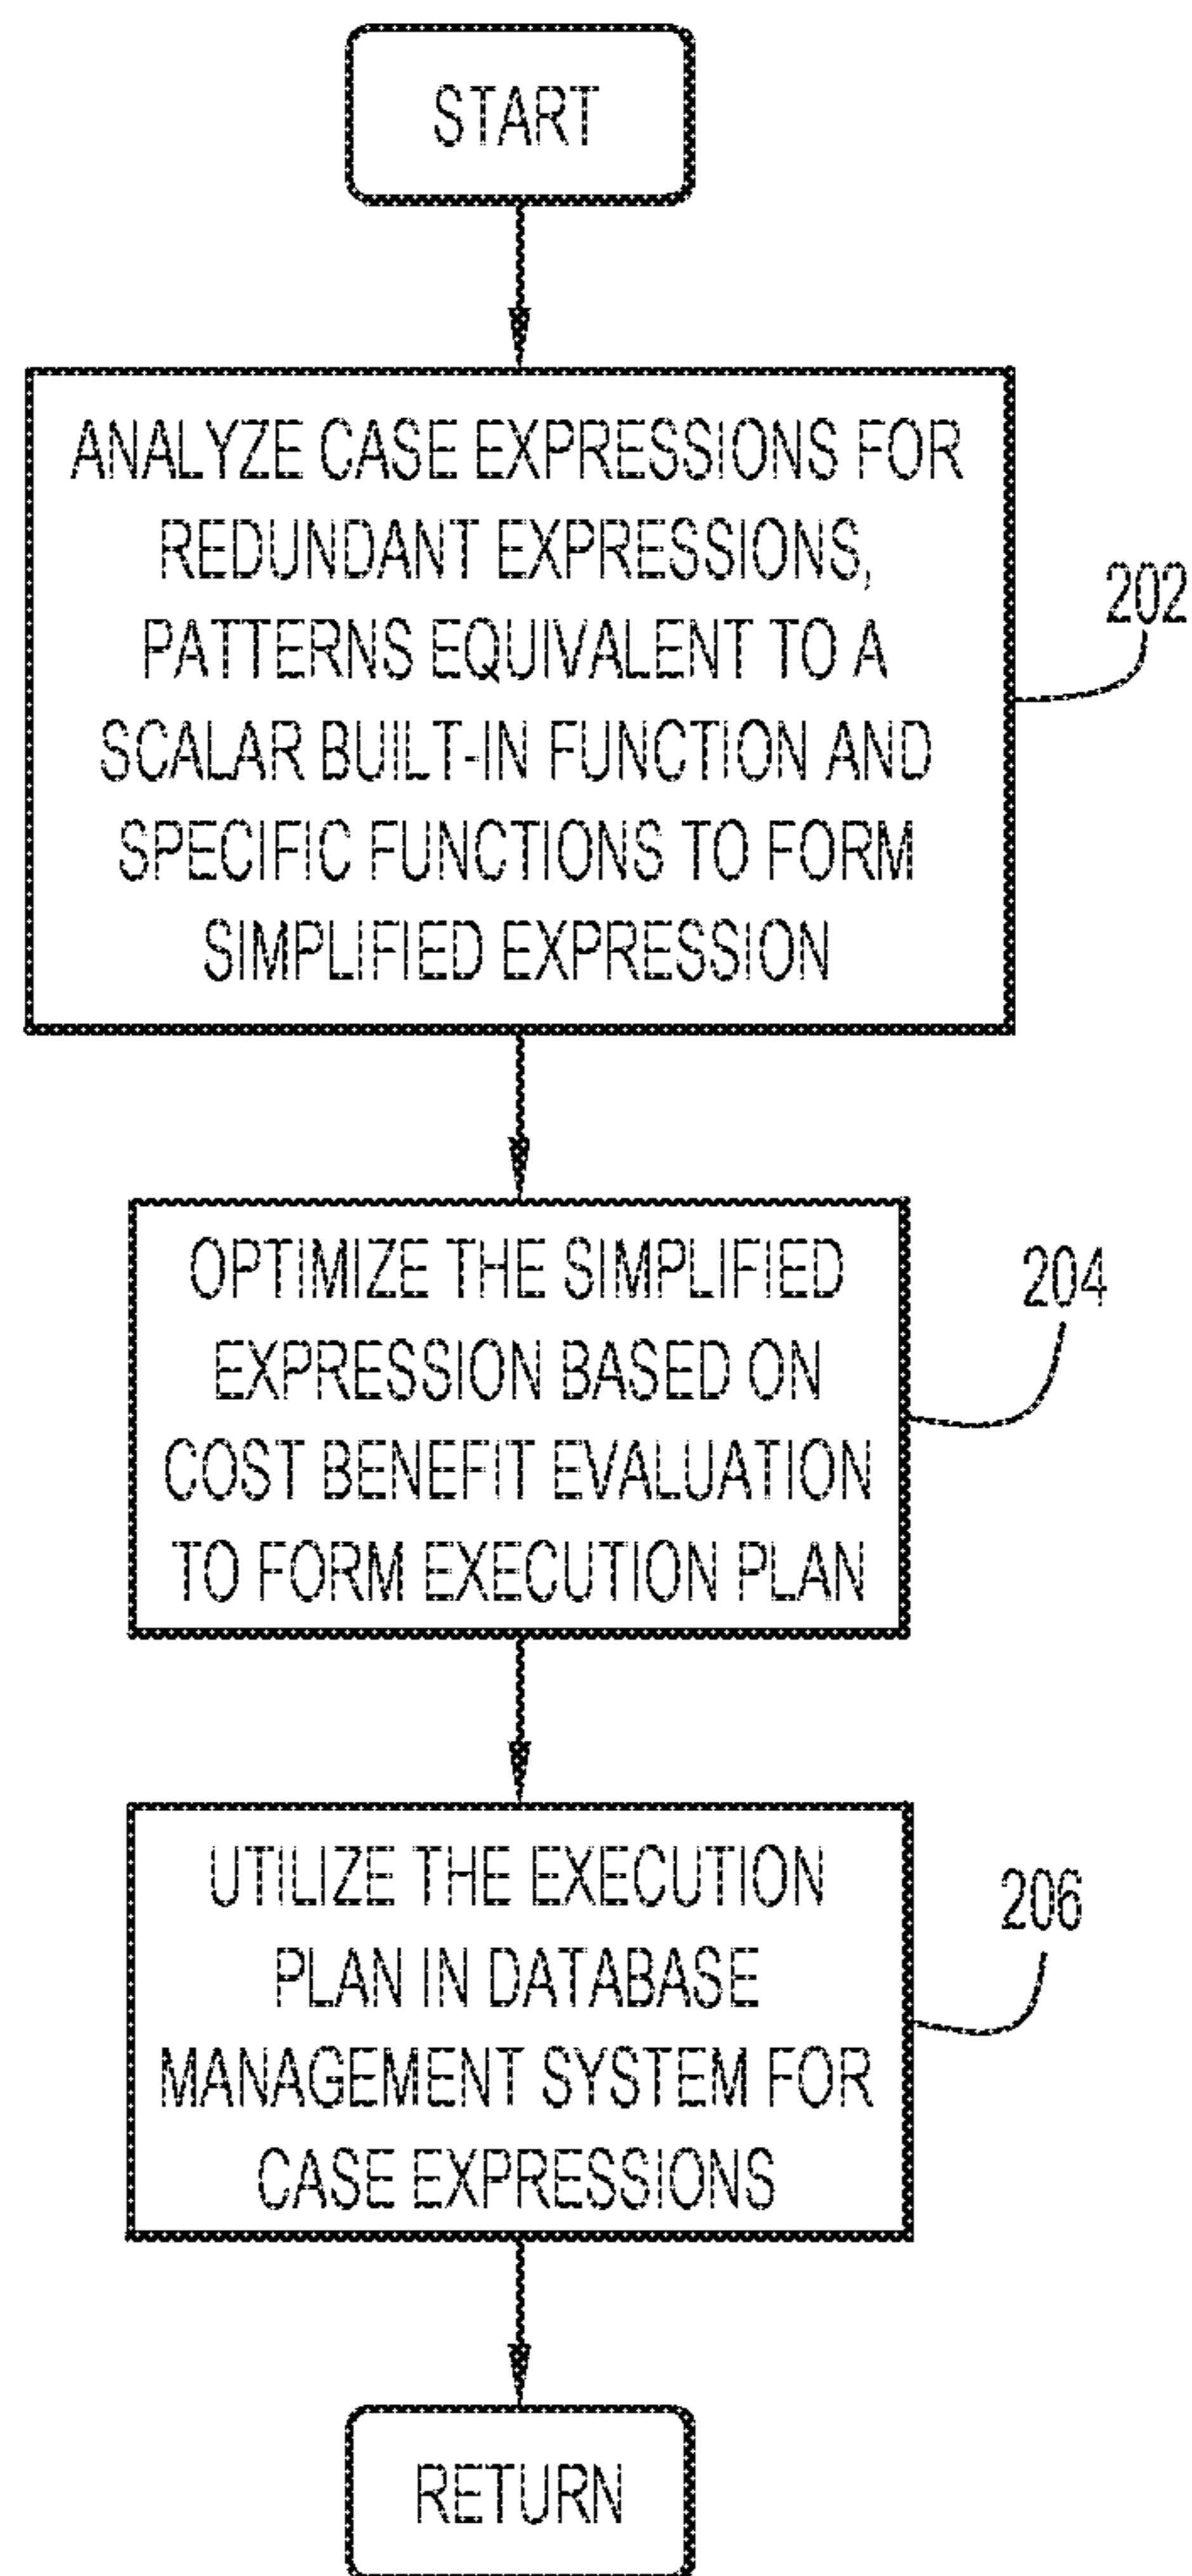 START
ANALYZE CASE EXPRESSIONS FOR
REDUNDANT EXPRESSIONS,
PATTERNS EQUIVALENT TO A
SCALAR BUILT-IN FUNCTION AND
SPECIFIC FUNCTIONS TO FORM
SIMPLIFIED EXPRESSION
202
OPTIMIZE THE SIMPLIFIED
EXPRESSION BASED ON
COST BENEFIT EVALUATION
TO FORM EXECUTION PLAN
204
UTILIZE THE EXECUTION
PLAN IN DATABASE
MANAGEMENT SYSTEM FOR
CASE EXPRESSIONS
206
RETURN